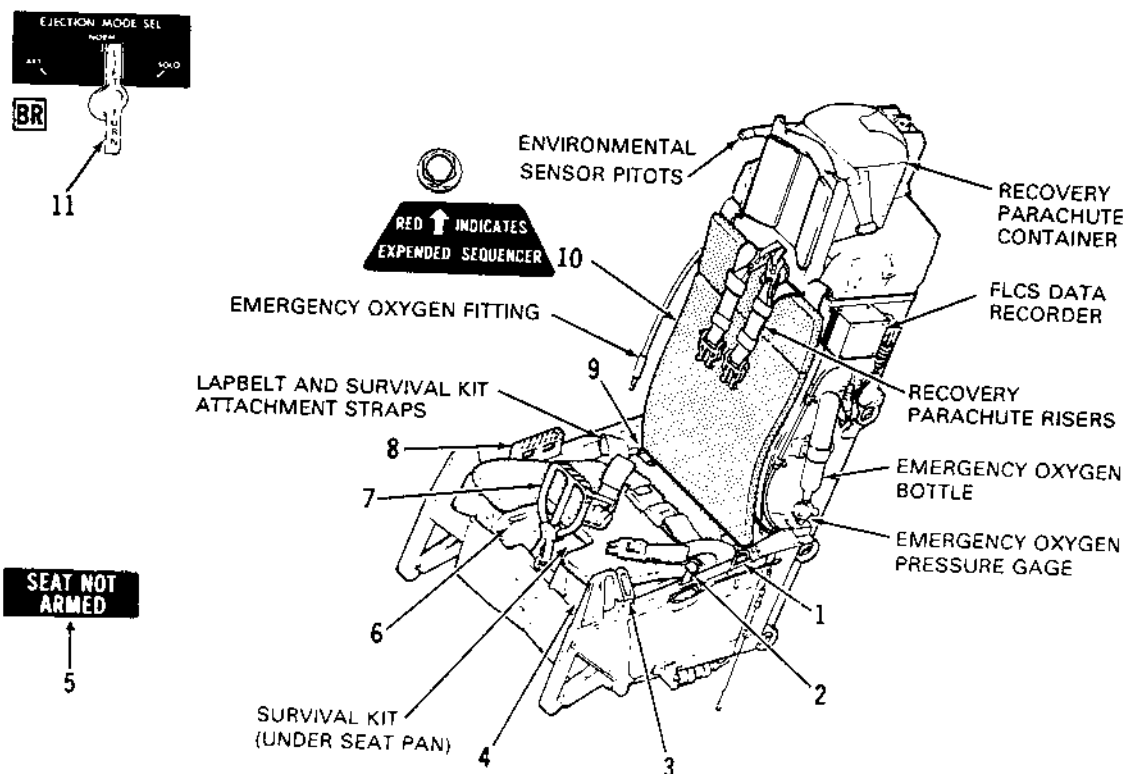 EJECTION MODE SEL
NORM
AFT
SOLO
LIFT
TURN
BR
11
RED INDICATES
EXPENDED SEQUENCER
10
ENVIRONMENTAL
SENSOR PITOTS
RECOVERY
PARACHUTE
CONTAINER
EMERGENCY OXYGEN FITTING
FLCS DATA
RECORDER
LAPBELT AND SURVIVAL KIT
ATTACHMENT STRAPS
9
RECOVERY
PARACHUTE RISERS
8
7
EMERGENCY OXYGEN
BOTTLE
EMERGENCY OXYGEN
PRESSURE GAGE
SEAT NOT
ARMED
5
6
1
2
SURVIVAL KIT
(UNDER SEAT PAN)
4
3